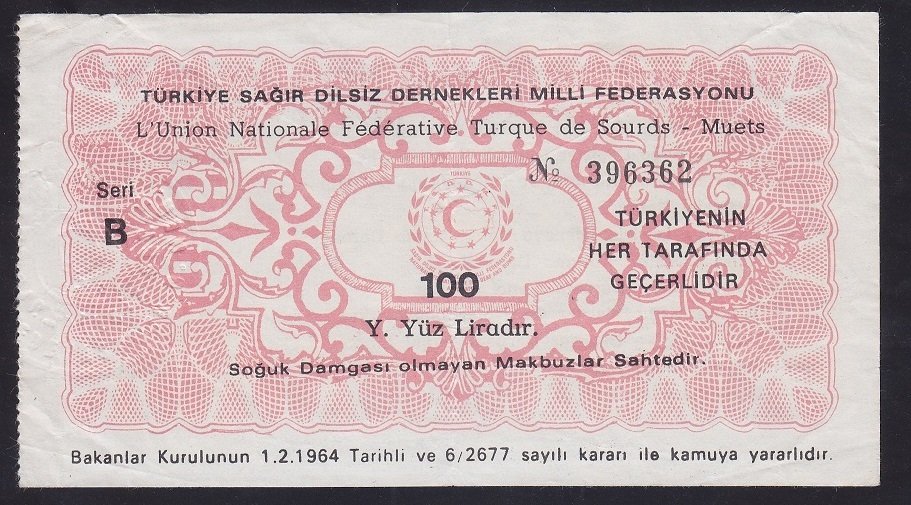 TÜRKİYE SAĞIR DİLSİZ DERNEKLERİ MİLLİ FEDERASYONU
L'Union Nationale Fédérative Turque de Sourds - Muets
№ 396362
Seri
B
TÜRKİYENİN
HER TARAFINDA
GEÇERLİDİR
TÜRKİYE
100
Y. Yüz Liradır.
Soğuk Damgası olmayan Makbuzlar Sahtedir.
Bakanlar Kurulunun 1.2.1964 Tarihli ve 6/2677 sayılı kararı ile kamuya yararlıdır.